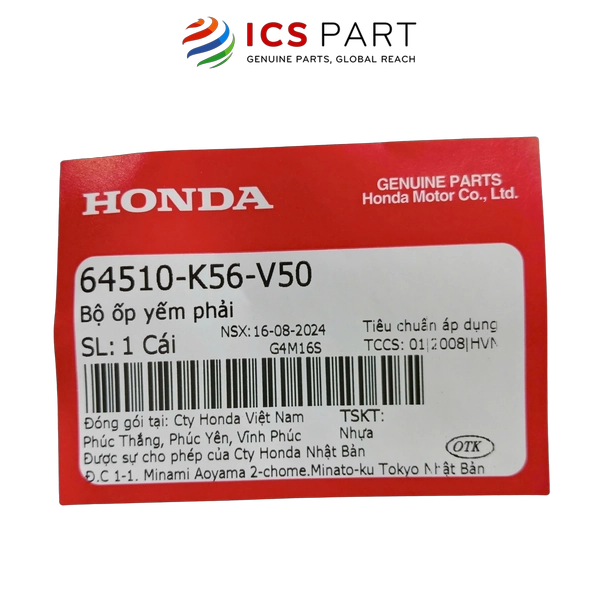 ICS PART
GENUINE PARTS, GLOBAL REACH
HONDA
GENUINE PARTS
Honda Motor Co., Ltd.
64510-K56-V50
Bộ ốp yếm phải
SL: 1 Cái
NSX: 16-08-2024
G4M16S
Tiêu chuẩn áp dụng
TCCS: 01|2008|HVN
Đóng gói tại: Cty Honda Việt Nam
Phúc Thắng, Phúc Yên, Vĩnh Phúc
TSKT:
Nhựa
Được sự cho phép của Cty Honda Nhật Bản
Đ.C 1-1. Minami Aoyama 2-chome.Minato-ku Tokyo Nhật Bản
OTK